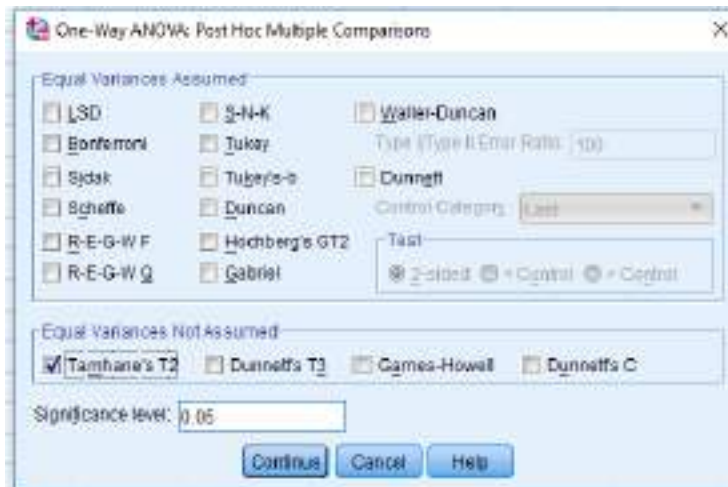 One-Way ANOVA: Post Hoc Multiple Comparisons
Equal Variances Assumed
LSD S-N-K Waller-Duncan
Bonferroni Tukey Type I/Type II Error Ratio: 100
Sidak Tukey's-b Dunnett
Scheffe Duncan Control Category: Last
R-E-G-W F Hochberg's GT2 Test
R-E-G-W Q Gabriel 2-sided < Control > Control
Equal Variances Not Assumed
Tamhane's T2 Dunnett's T3 Games-Howell Dunnett's C
Significance level: 0.05
Continue Cancel Help